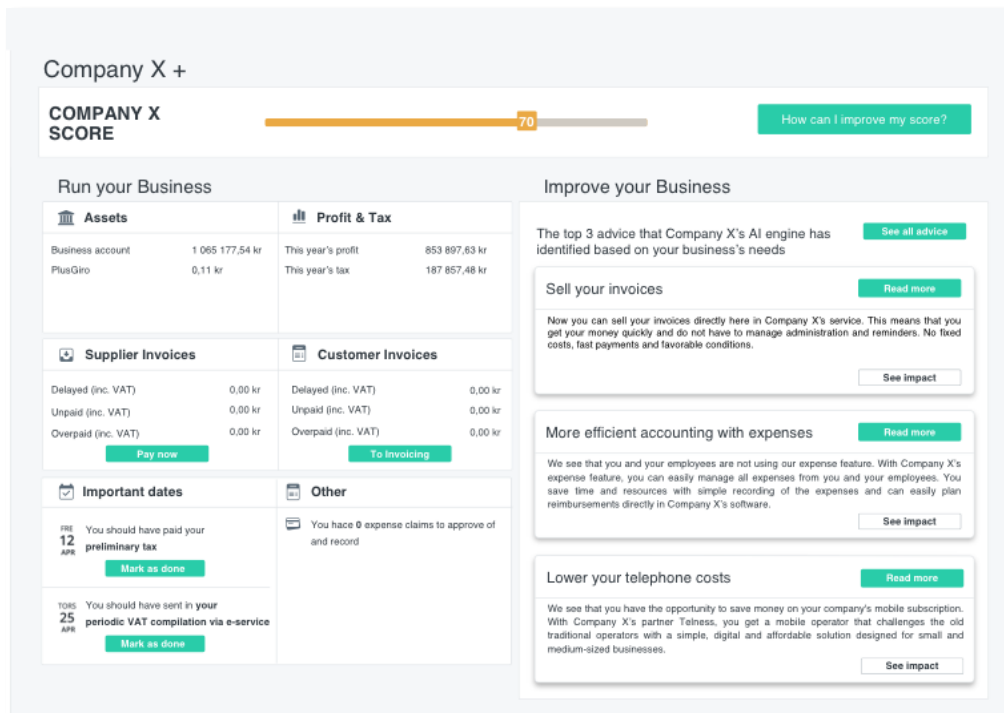 Company X +
COMPANY X
SCORE
70
How can I improve my score?
Run your Business
Assets
Business account 1 065 177,54 kr
PlusGiro 0,11 kr
Profit & Tax
This year's profit 853 897,63 kr
This year's tax 187 857,48 kr
Supplier Invoices
Delayed (inc. VAT) 0,00 kr
Unpaid (inc. VAT) 0,00 kr
Overpaid (inc. VAT) 0,00 kr
Pay now
Customer Invoices
Delayed (inc. VAT) 0,00 kr
Unpaid (inc. VAT) 0,00 kr
Overpaid (inc. VAT) 0,00 kr
To Invoicing
Important dates
FRE
12
APR
You should have paid your
preliminary tax
Mark as done
TORS
25
APR
You should have sent in your
periodic VAT compilation via e-service
Mark as done
Other
You hace 0 expense claims to approve of
and record
Improve your Business
The top 3 advice that Company X's AI engine has
identified based on your business's needs
See all advice
Sell your invoices
Read more
Now you can sell your invoices directly here in Company X's service. This means that you
get your money quickly and do not have to manage administration and reminders. No fixed
costs, fast payments and favorable conditions.
See impact
More efficient accounting with expenses
Read more
We see that you and your employees are not using our expense feature. With Company X's
expense feature, you can easily manage all expenses from you and your employees. You
save time and resources with simple recording of the expenses and can easily plan
reimbursements directly in Company X's software.
See impact
Lower your telephone costs
Read more
We see that you have the opportunity to save money on your company's mobile subscription.
With Company X's partner Telness, you get a mobile operator that challenges the old
traditional operators with a simple, digital and affordable solution designed for small and
medium-sized businesses.
See impact